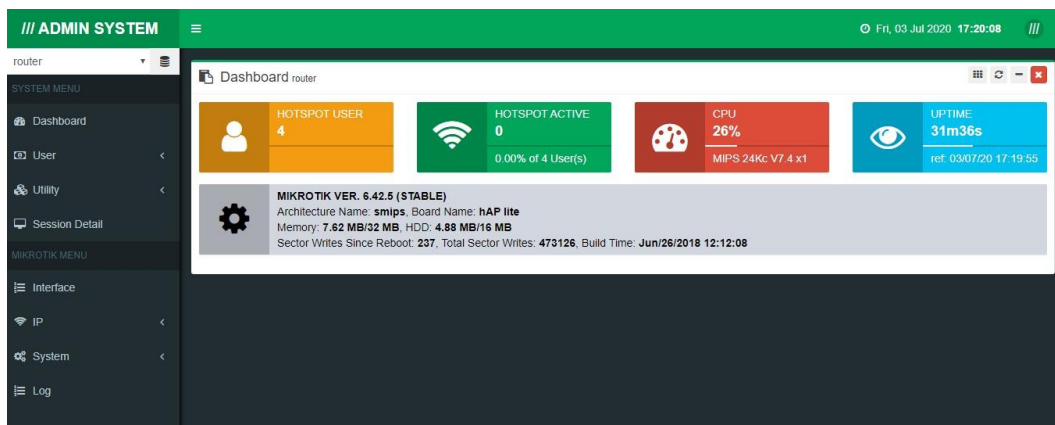 /// ADMIN SYSTEM
Fri, 03 Jul 2020 17:20:08
///
router
SYSTEM MENU
Dashboard
User
Utility
Session Detail
MIKROTIK MENU
Interface
IP
System
Log
Dashboard router
HOTSPOT USER
4
HOTSPOT ACTIVE
0
0.00% of 4 User(s)
CPU
26%
MIPS 24Kc V7.4 x1
UPTIME
31m36s
ref: 03/07/20 17:19:55
MIKROTIK VER. 6.42.5 (STABLE)
Architecture Name: smips, Board Name: hAP lite
Memory: 7.62 MB/32 MB, HDD: 4.88 MB/16 MB
Sector Writes Since Reboot: 237, Total Sector Writes: 473126, Build Time: Jun/26/2018 12:12:08